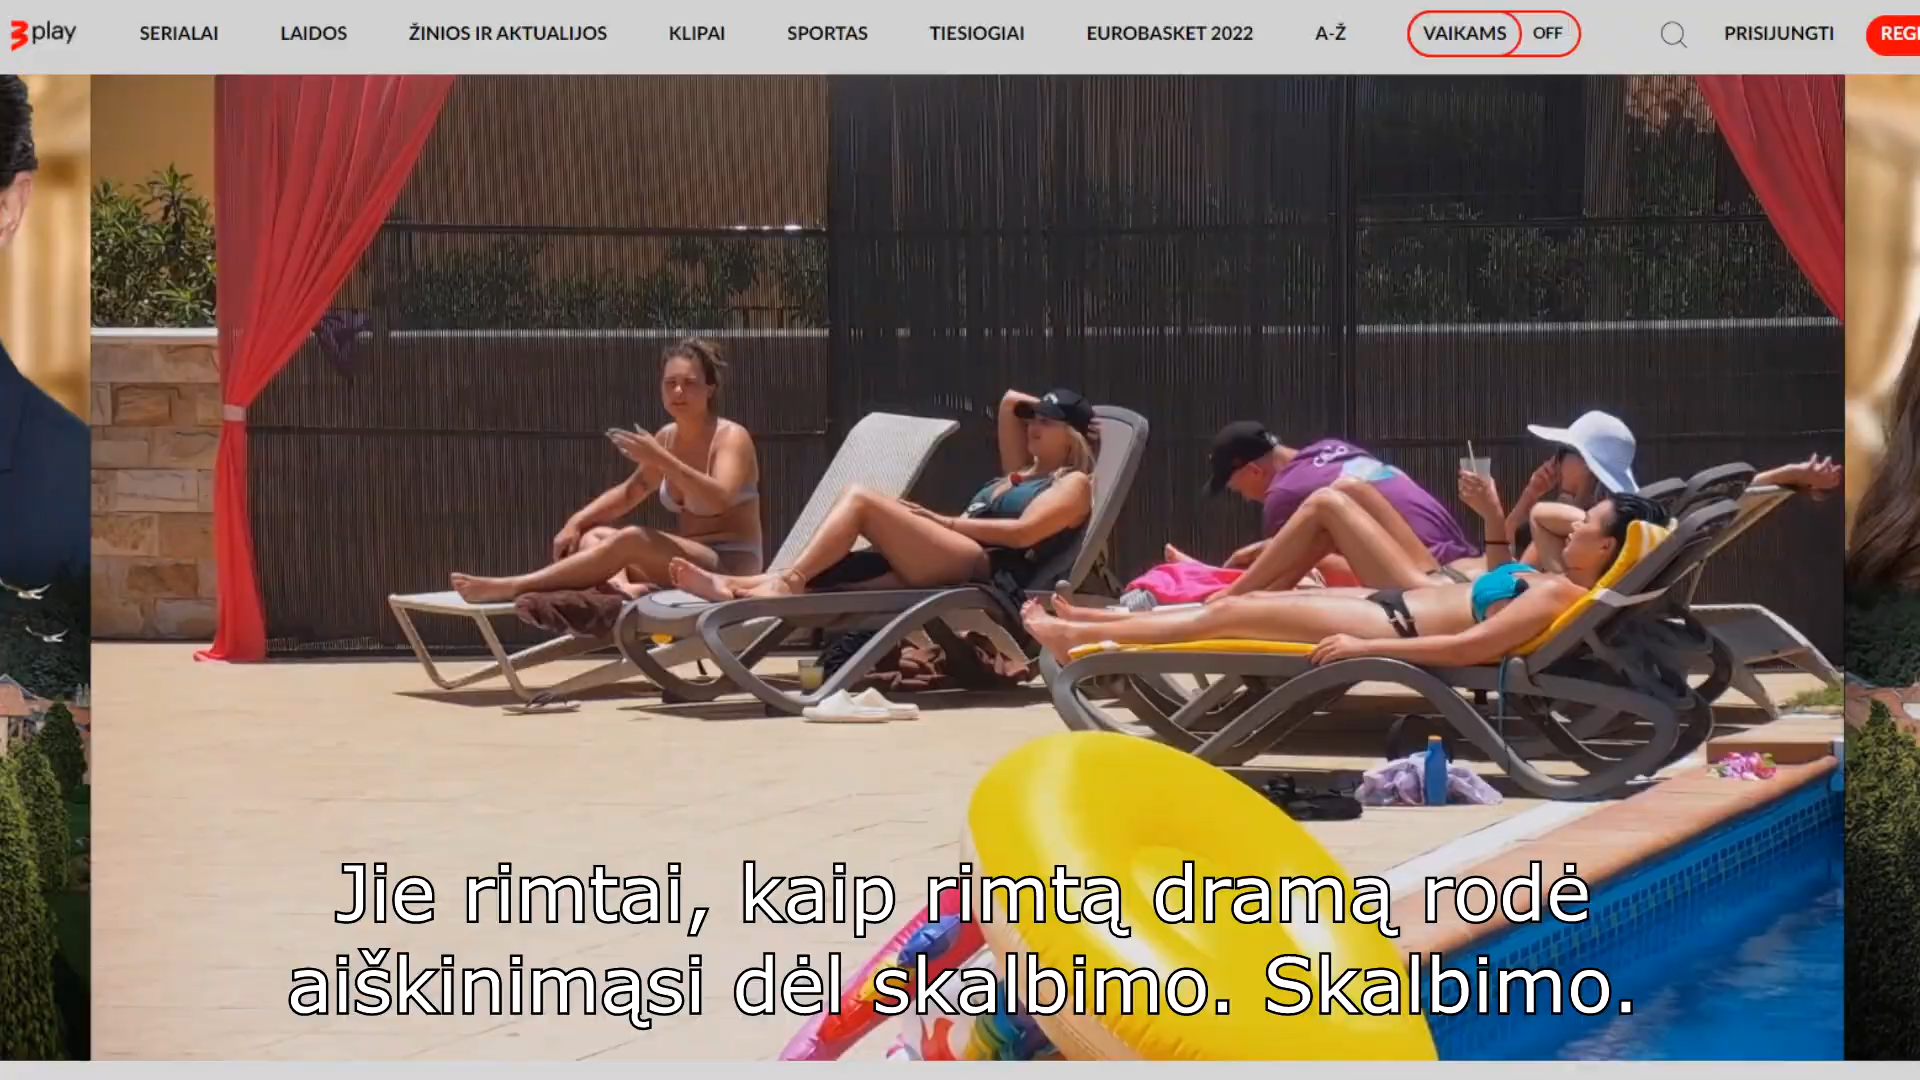 3play SERIALAI LAIDOS ŽINIOS IR AKTUALIJOS KLIPAI SPORTAS TIESIOGIAI EUROBASKET 2022 A-Ž VAIKAMS OFF PRISIJUNGTI REGI
Jie rimtai, kaip rimtą dramą rodė
aiškinimąsi dėl skalbimo. Skalbimo.